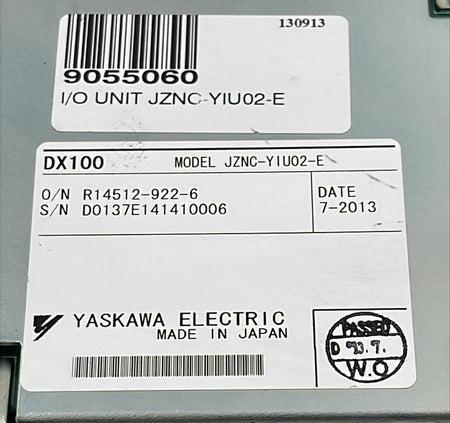 130913
9055060
I/O UNIT JZNC-YIU02-E
DX100 MODEL JZNC-YIU02-E
O/N R14512-922-6
S/N D0137E141410006
DATE
7-2013
YASKAWA ELECTRIC
MADE IN JAPAN
PASSED
D
W.O